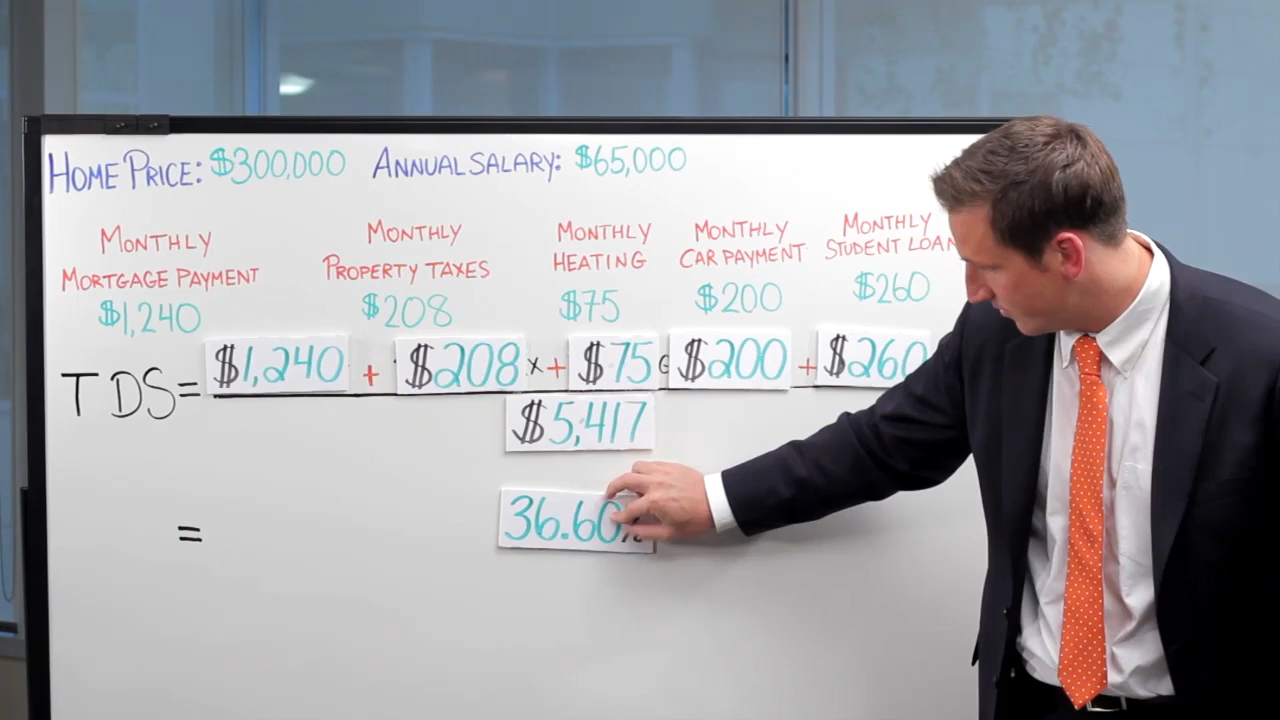 HOME PRICE: $300,000 ANNUAL SALARY: $65,000
MONTHLY MORTGAGE PAYMENT $1,240
MONTHLY PROPERTY TAXES $208
MONTHLY HEATING $75
MONTHLY CAR PAYMENT $200
MONTHLY STUDENT LOAN $260
TDS= $1,240 + $208 x + $75 $200 + $260
$5,417
= 36.60%